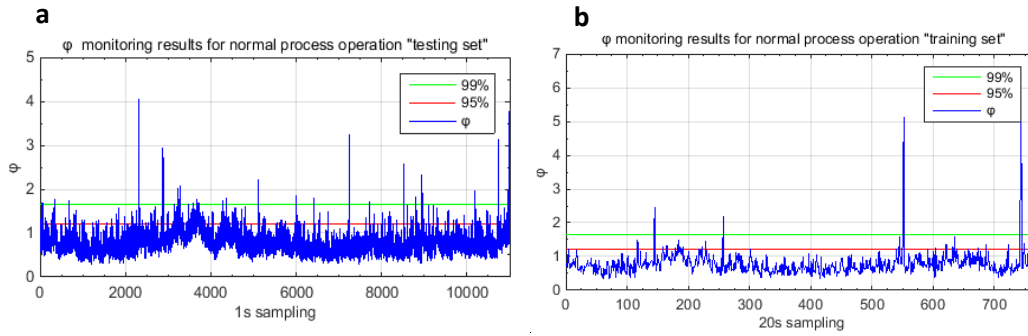 a
φ monitoring results for normal process operation "testing set"
5
4
3
2
1
0
φ
99%
95%
φ
0 2000 4000 6000 8000 10000
1s sampling
b
φ monitoring results for normal process operation "training set"
7
6
5
4
3
2
1
0
φ
99%
95%
φ
0 100 200 300 400 500 600 700
20s sampling